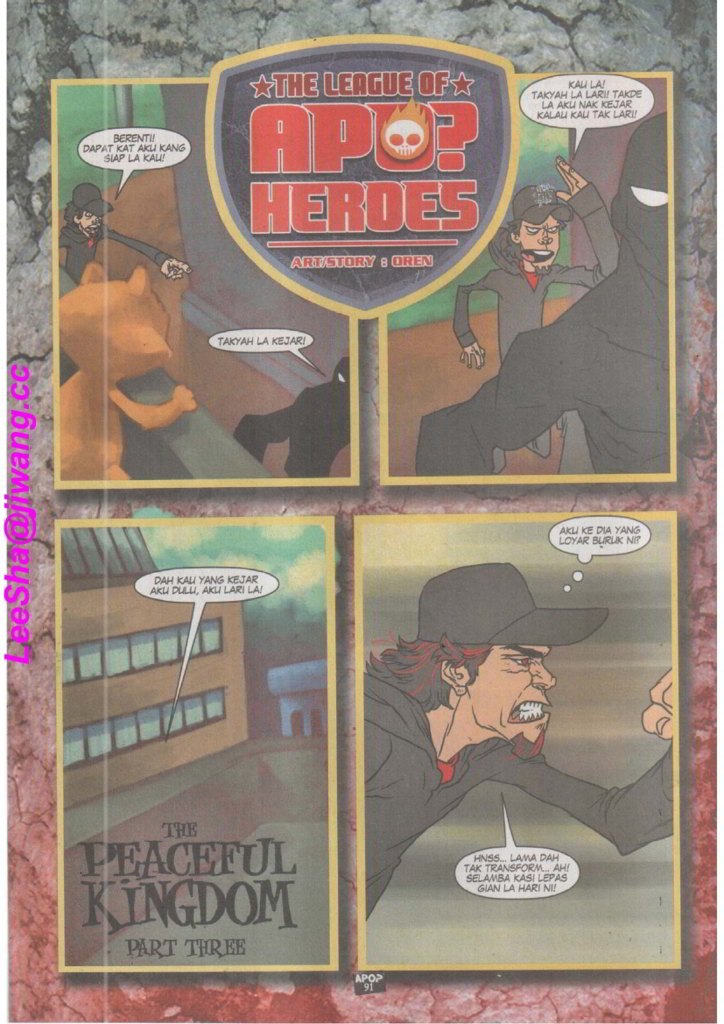 THE LEAGUE OF
APO?
HEROES
ART/STORY : OREN
BERENTI!
DAPAT KAT AKU KANG
SIAP LA KAU!
TAKYAH LA KEJAR!
KAU LA!
TAKYAH LA LARI! TAKDE
LA AKU NAK KEJAR
KALAU KAU TAK LARI!
DAH KAU YANG KEJAR
AKU DULU, AKU LARI LA!
THE
PEACEFUL
KINGDOM
PART THREE
AKU KE DIA YANG
LOYAR BURUK NI?
HNSS... LAMA DAH
TAK TRANSFORM... AH!
SELAMBA KASI LEPAS
GIAN LA HARI NI!
APO?
91
LeeSha@jiwang.cc